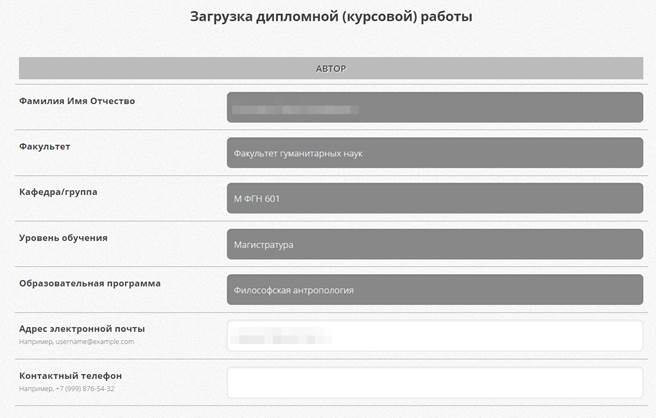 Загрузка дипломной (курсовой) работы
АВТОР
Фамилия Имя Отчество
Факультет
Факультет гуманитарных наук
Кафедра/группа
М ФГН 601
Уровень обучения
Магистратура
Образовательная программа
Философская антропология
Адрес электронной почты
Например, username@example.com
Контактный телефон
Например, +7 (999) 876-54-32